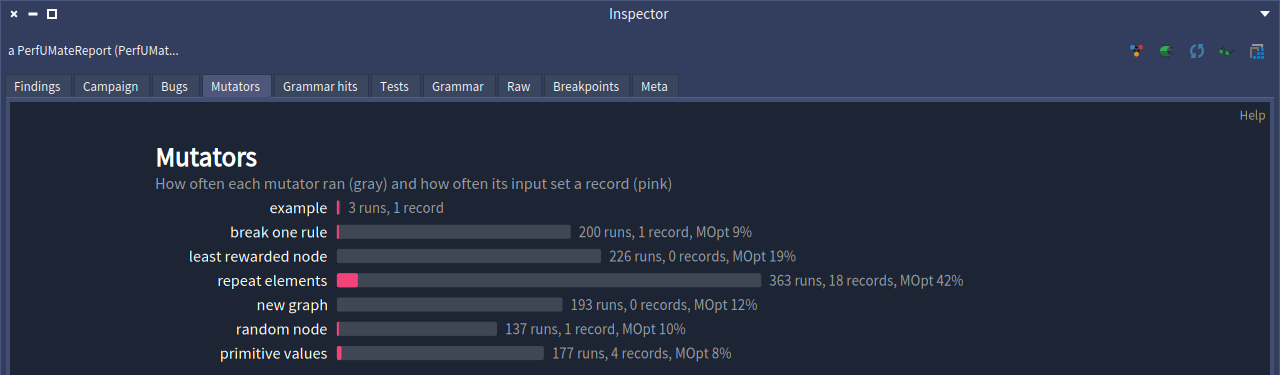 Inspector
a PerfUMateReport (PerfUMat...
Findings Campaign Bugs Mutators Grammar hits Tests Grammar Raw Breakpoints Meta
Help
Mutators
How often each mutator ran (gray) and how often its input set a record (pink)
example 3 runs, 1 record
break one rule 200 runs, 1 record, MOpt 9%
least rewarded node 226 runs, 0 records, MOpt 19%
repeat elements 363 runs, 18 records, MOpt 42%
new graph 193 runs, 0 records, MOpt 12%
random node 137 runs, 1 record, MOpt 10%
primitive values 177 runs, 4 records, MOpt 8%